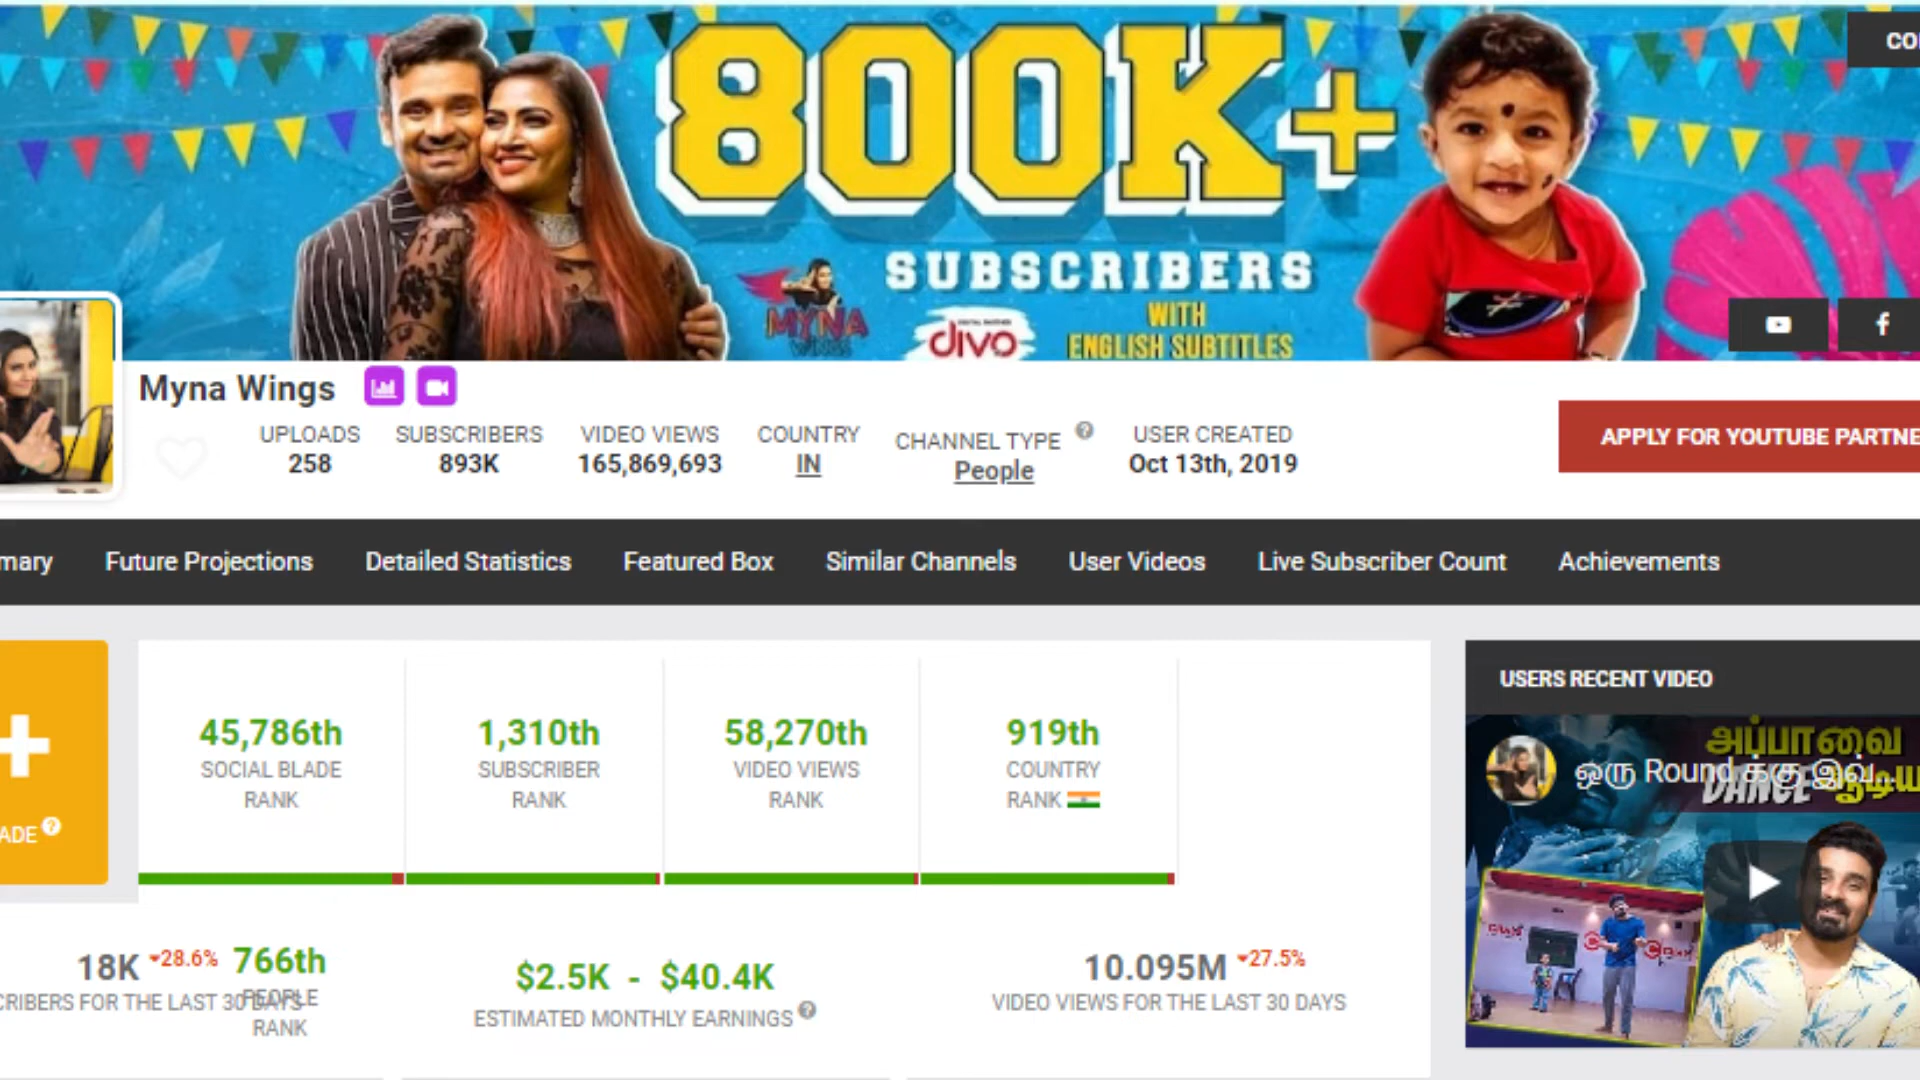 800K+
SUBSCRIBERS
WITH
ENGLISH SUBTITLES
MYNA
WINGS
divo
Myna Wings
UPLOADS
258
SUBSCRIBERS
893K
VIDEO VIEWS
165,869,693
COUNTRY
IN
CHANNEL TYPE
People
USER CREATED
Oct 13th, 2019
APPLY FOR YOUTUBE PARTNE
mary Future Projections Detailed Statistics Featured Box Similar Channels User Videos Live Subscriber Count Achievements
ADE
45,786th
SOCIAL BLADE
RANK
1,310th
SUBSCRIBER
RANK
58,270th
VIDEO VIEWS
RANK
919th
COUNTRY
RANK
18K -28.6%
CRIBERS FOR THE LAST 30 DAYS
766th
PEOPLE
RANK
$2.5K - $40.4K
ESTIMATED MONTHLY EARNINGS
10.095M -27.5%
VIDEO VIEWS FOR THE LAST 30 DAYS
USERS RECENT VIDEO
அப்பாவை
ஒரு Round க்கு இவ்...
DANCE ஆடிய